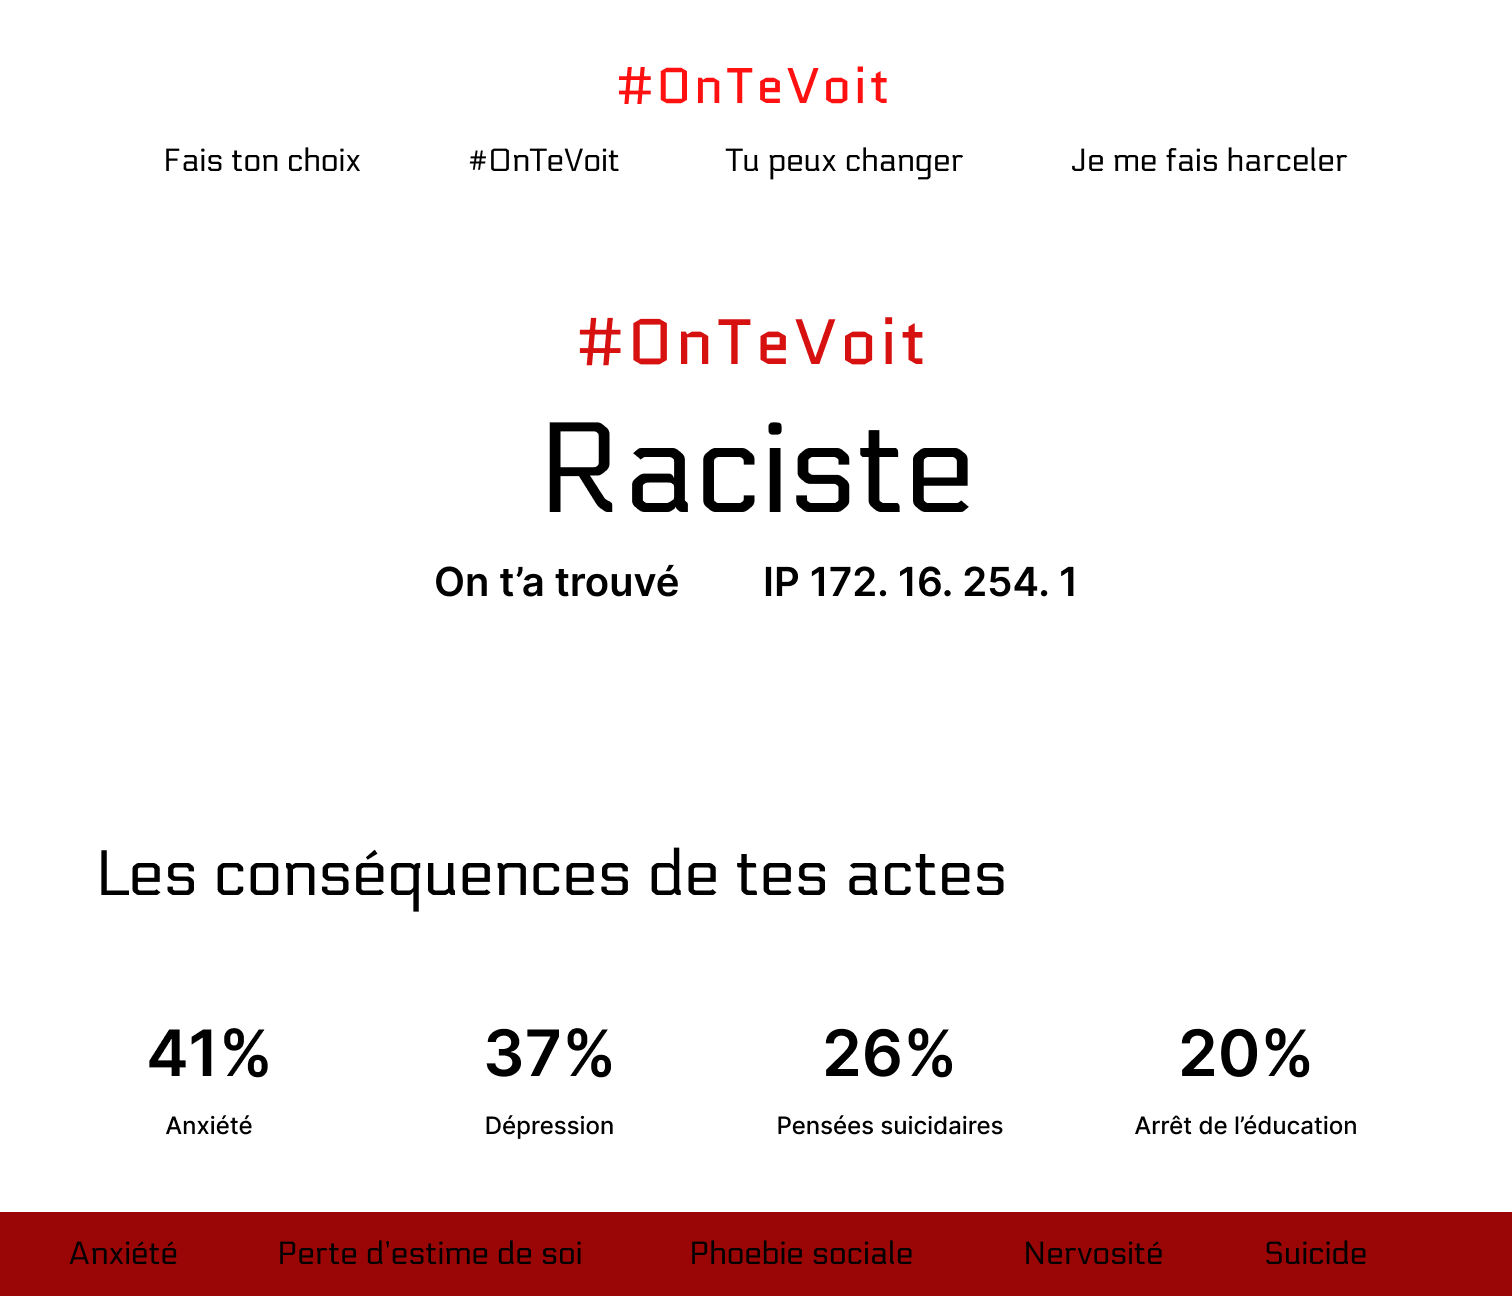 #OnTeVoit
Fais ton choix #OnTeVoit Tu peux changer Je me fais harceler
#OnTeVoit
Raciste
On t’a trouvé IP 172. 16. 254. 1
Les conséquences de tes actes
41% 37% 26% 20%
Anxiété Dépression Pensées suicidaires Arrêt de l’éducation
Anxiété Perte d'estime de soi Phoebie sociale Nervosité Suicide